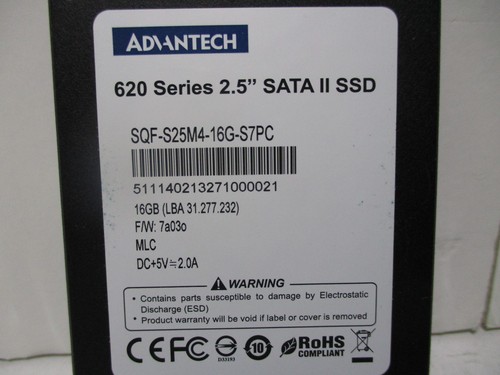 ADVANTECH
620 Series 2.5” SATA II SSD
SQF-S25M4-16G-S7PC
511140213271000021
16GB (LBA 31.277.232)
F/W: 7a03o
MLC
DC+5V⎓2.0A
WARNING
• Contains parts susceptible to damage by Electrostatic
Discharge (ESD)
• Product warranty will be void if label or cover is removed
CE FC 10 RoHS
COMPLIANT